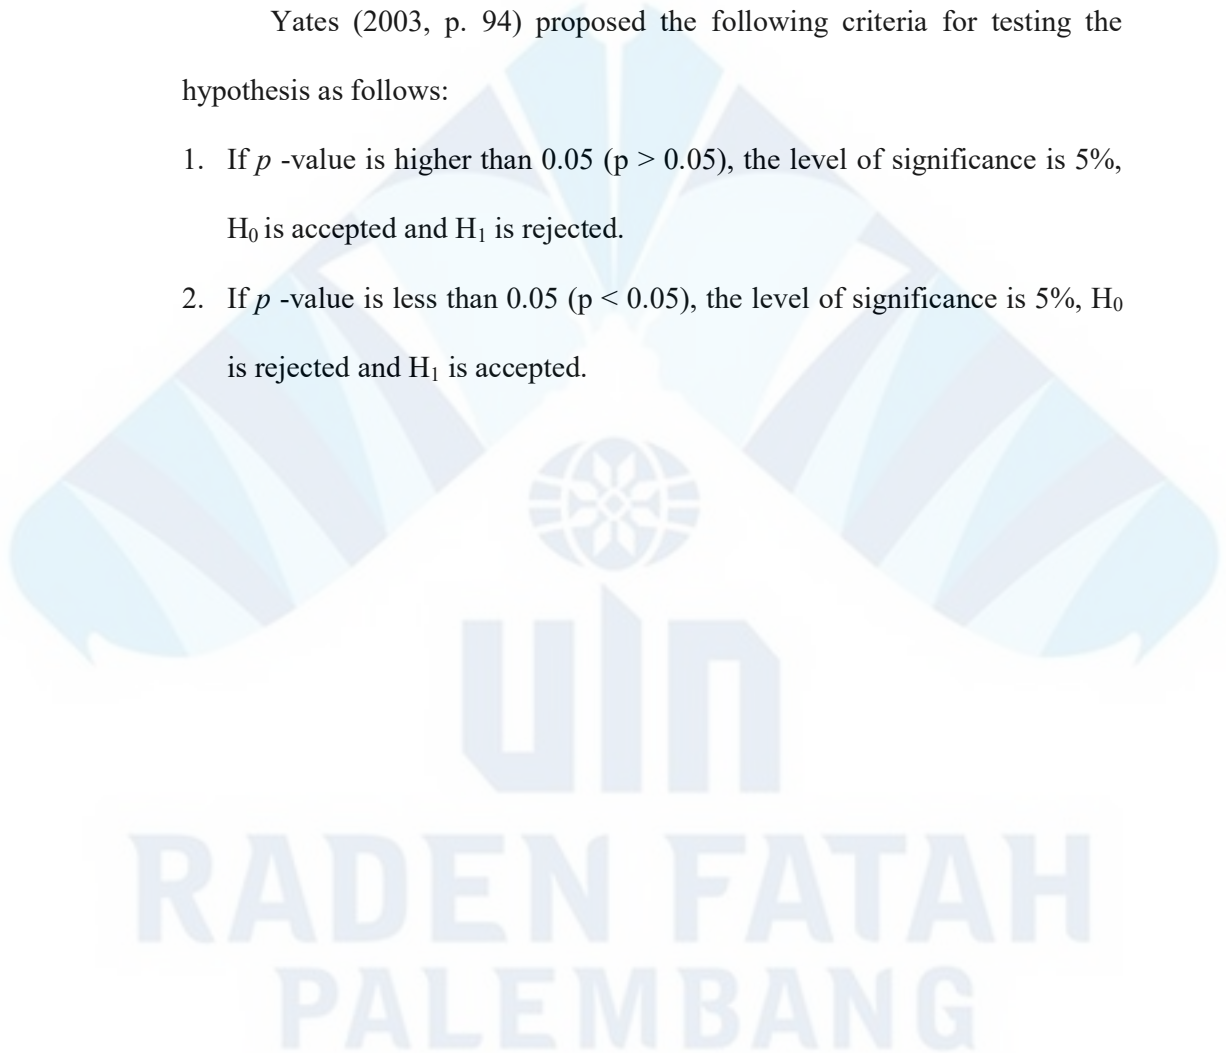 Yates (2003, p. 94) proposed the following criteria for testing the
hypothesis as follows:
1. If p -value is higher than 0.05 (p > 0.05), the level of significance is 5%,
H₀ is accepted and H₁ is rejected.
2. If p -value is less than 0.05 (p < 0.05), the level of significance is 5%, H₀
is rejected and H₁ is accepted.
uin
RADEN FATAH
PALEMBANG